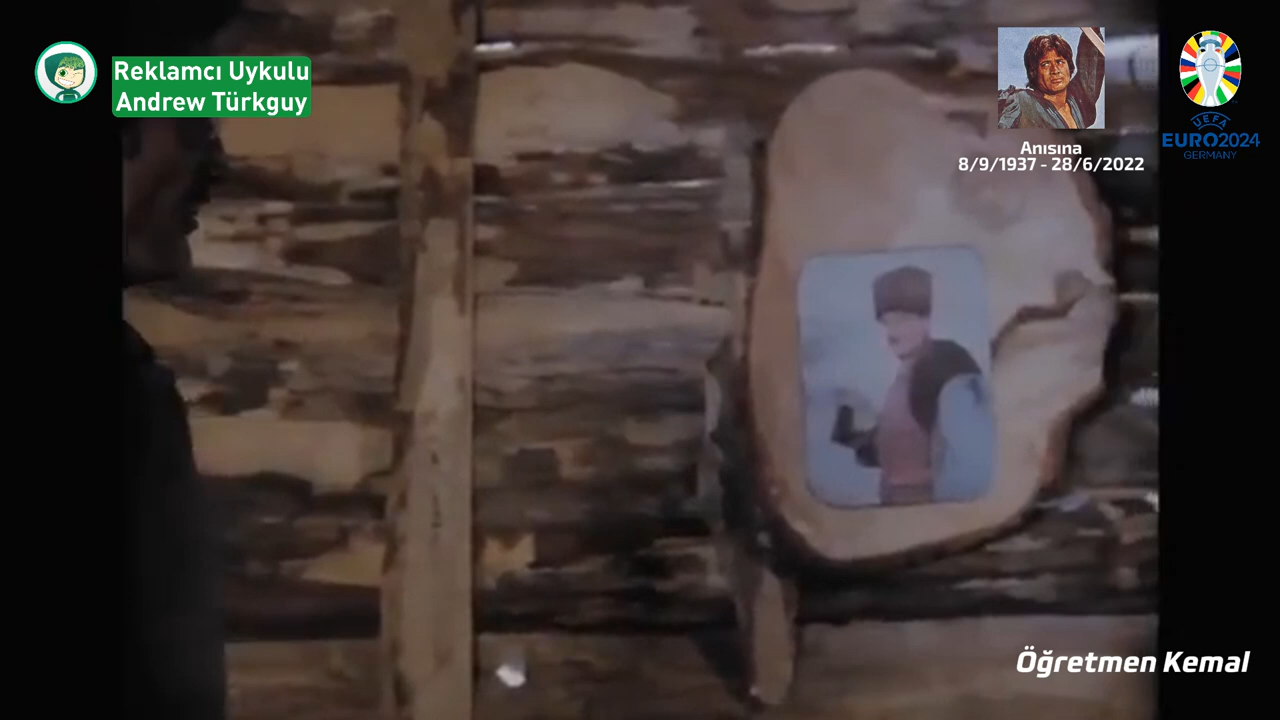 Reklamcı Uykulu
Andrew Türkguy
Anısına
8/9/1937 - 28/6/2022
UEFA
EURO2024
GERMANY
Öğretmen Kemal